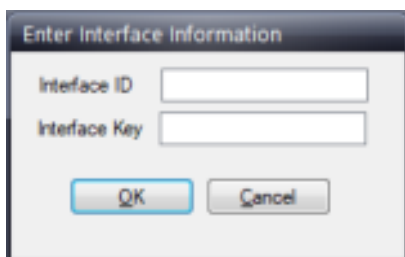 Enter Interface Information
Interface ID
Interface Key
OK Cancel